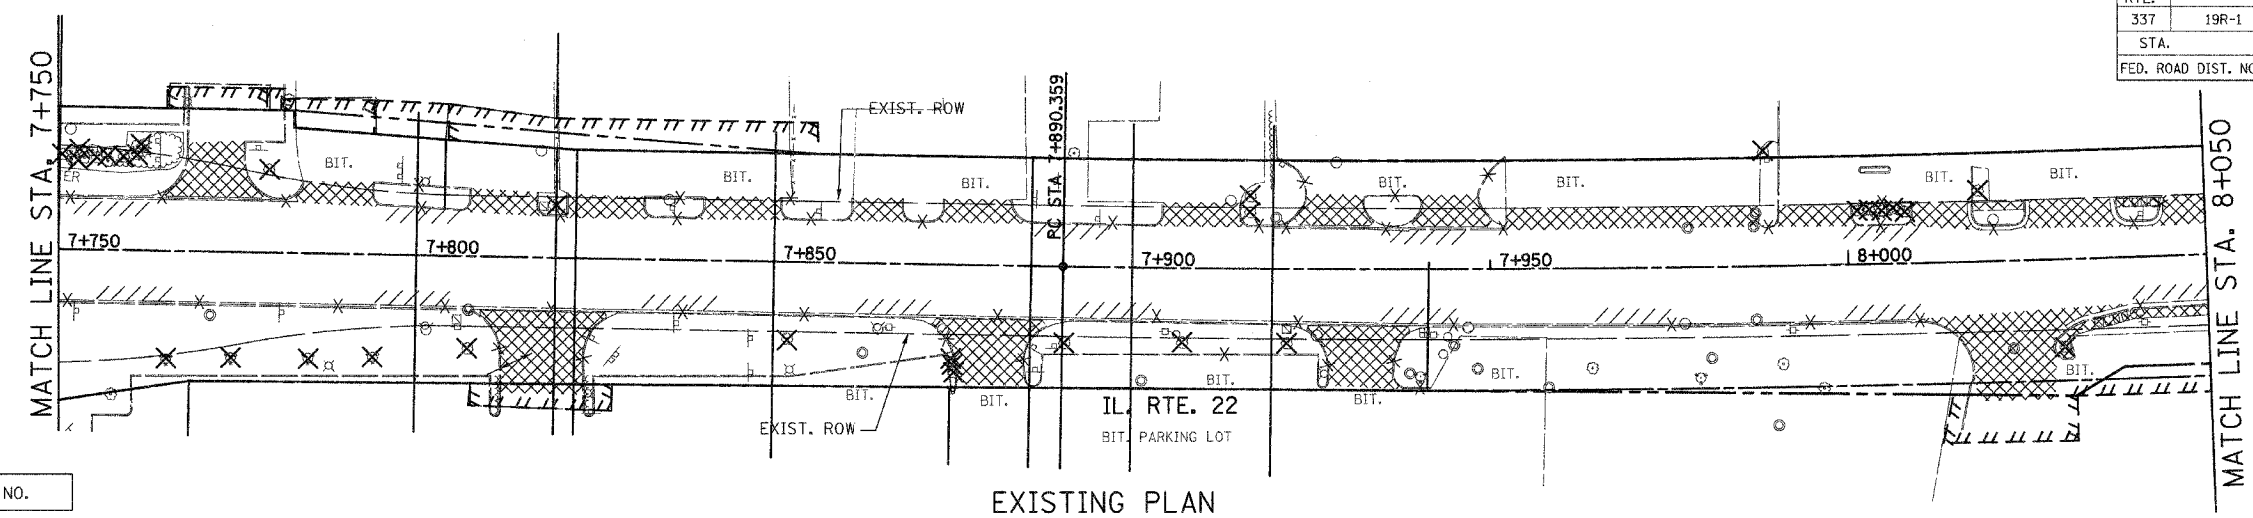 RTE.
337 19R-1
STA.
FED. ROAD DIST. NO
MATCH LINE STA. 7+750
EXIST. ROW
PC STA 7+890.359
BIT.
BIT.
BIT.
BIT.
BIT.
BIT.
BIT.
ER
7+750
7+800
7+850
7+900
7+950
8+000
MATCH LINE STA. 8+050
BIT.
BIT.
BIT.
BIT.
BIT.
BIT.
EXIST. ROW
IL. RTE. 22
BIT. PARKING LOT
NO.
EXISTING PLAN